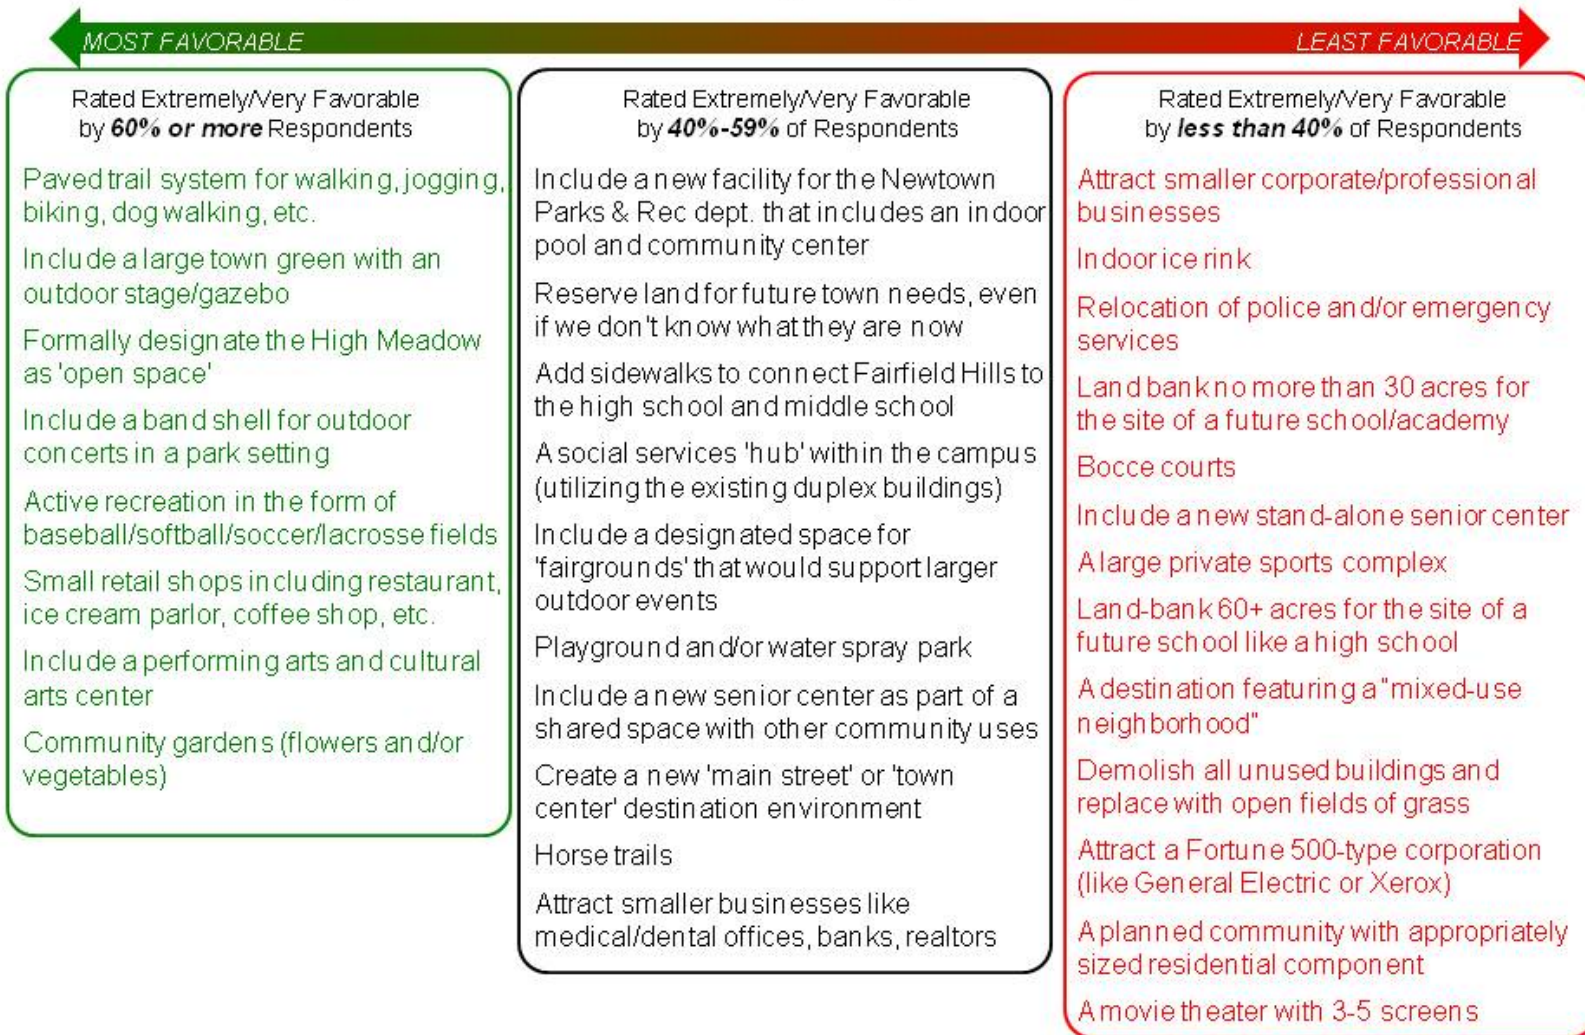 MOST FAVORABLE
LEAST FAVORABLE
Rated Extremely/Very Favorable
by 60% or more Respondents
Paved trail system for walking, jogging,
biking, dog walking, etc.
Include a large town green with an
outdoor stage/gazebo
Formally designate the High Meadow
as 'open space'
Include a band shell for outdoor
concerts in a park setting
Active recreation in the form of
baseball/softball/soccer/lacrosse fields
Small retail shops including restaurant,
ice cream parlor, coffee shop, etc.
Include a performing arts and cultural
arts center
Community gardens (flowers and/or
vegetables)
Rated Extremely/Very Favorable
by 40%-59% of Respondents
Include a new facility for the Newtown
Parks & Rec dept. that includes an indoor
pool and community center
Reserve land for future town needs, even
if we don't know what they are now
Add sidewalks to connect Fairfield Hills to
the high school and middle school
A social services 'hub' within the campus
(utilizing the existing duplex buildings)
Include a designated space for
'fairgrounds' that would support larger
outdoor events
Playground and/or water spray park
Include a new senior center as part of a
shared space with other community uses
Create a new 'main street' or 'town
center' destination environment
Horse trails
Attract smaller businesses like
medical/dental offices, banks, realtors
Rated Extremely/Very Favorable
by less than 40% of Respondents
Attract smaller corporate/professional
businesses
Indoor ice rink
Relocation of police and/or emergency
services
Land bank no more than 30 acres for
the site of a future school/academy
Bocce courts
Include a new stand-alone senior center
A large private sports complex
Land-bank 60+ acres for the site of a
future school like a high school
A destination featuring a "mixed-use
neighborhood"
Demolish all unused buildings and
replace with open fields of grass
Attract a Fortune 500-type corporation
(like General Electric or Xerox)
A planned community with appropriately
sized residential component
A movie theater with 3-5 screens